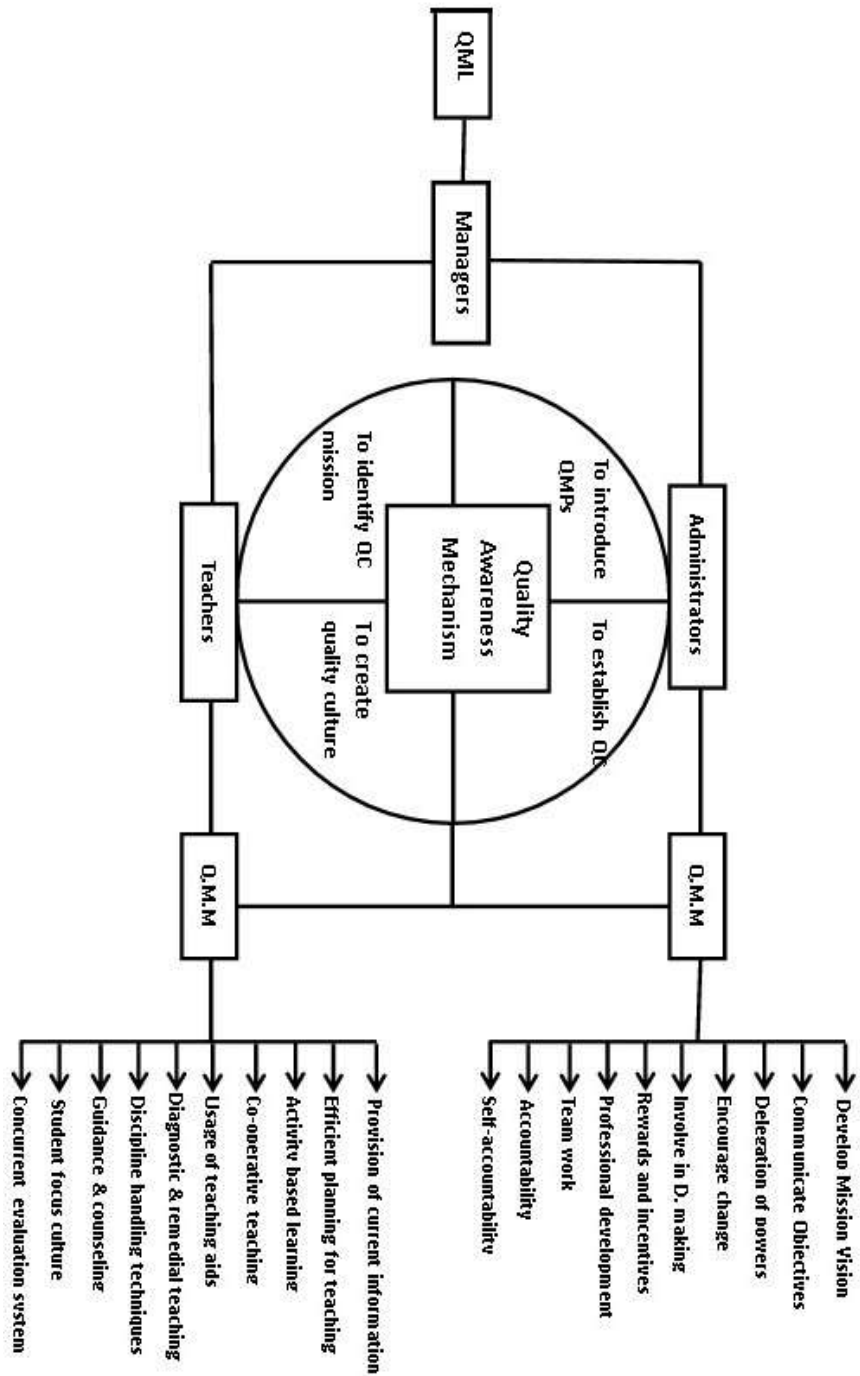 QML
Managers
Administrators
Teachers
To introduce
QMPs
To identify QC
mission
Quality
Awareness
Mechanism
To create
quality culture
Q.M.M
Q.M.M
Develop Mission Vision
Communicate Objectives
Delegation of powers
Encourage change
Involve in D. making
Rewards and incentives
Professional development
Team work
Accountability
Self-accountability
Provision of current information
Efficient planning for teaching
Activity based learning
Co-operative teaching
Usage of teaching aids
Diagnostic & remedial teaching
Discipline handling techniques
Guidance & counseling
Student focus culture
Concurrent evaluation system
To establish